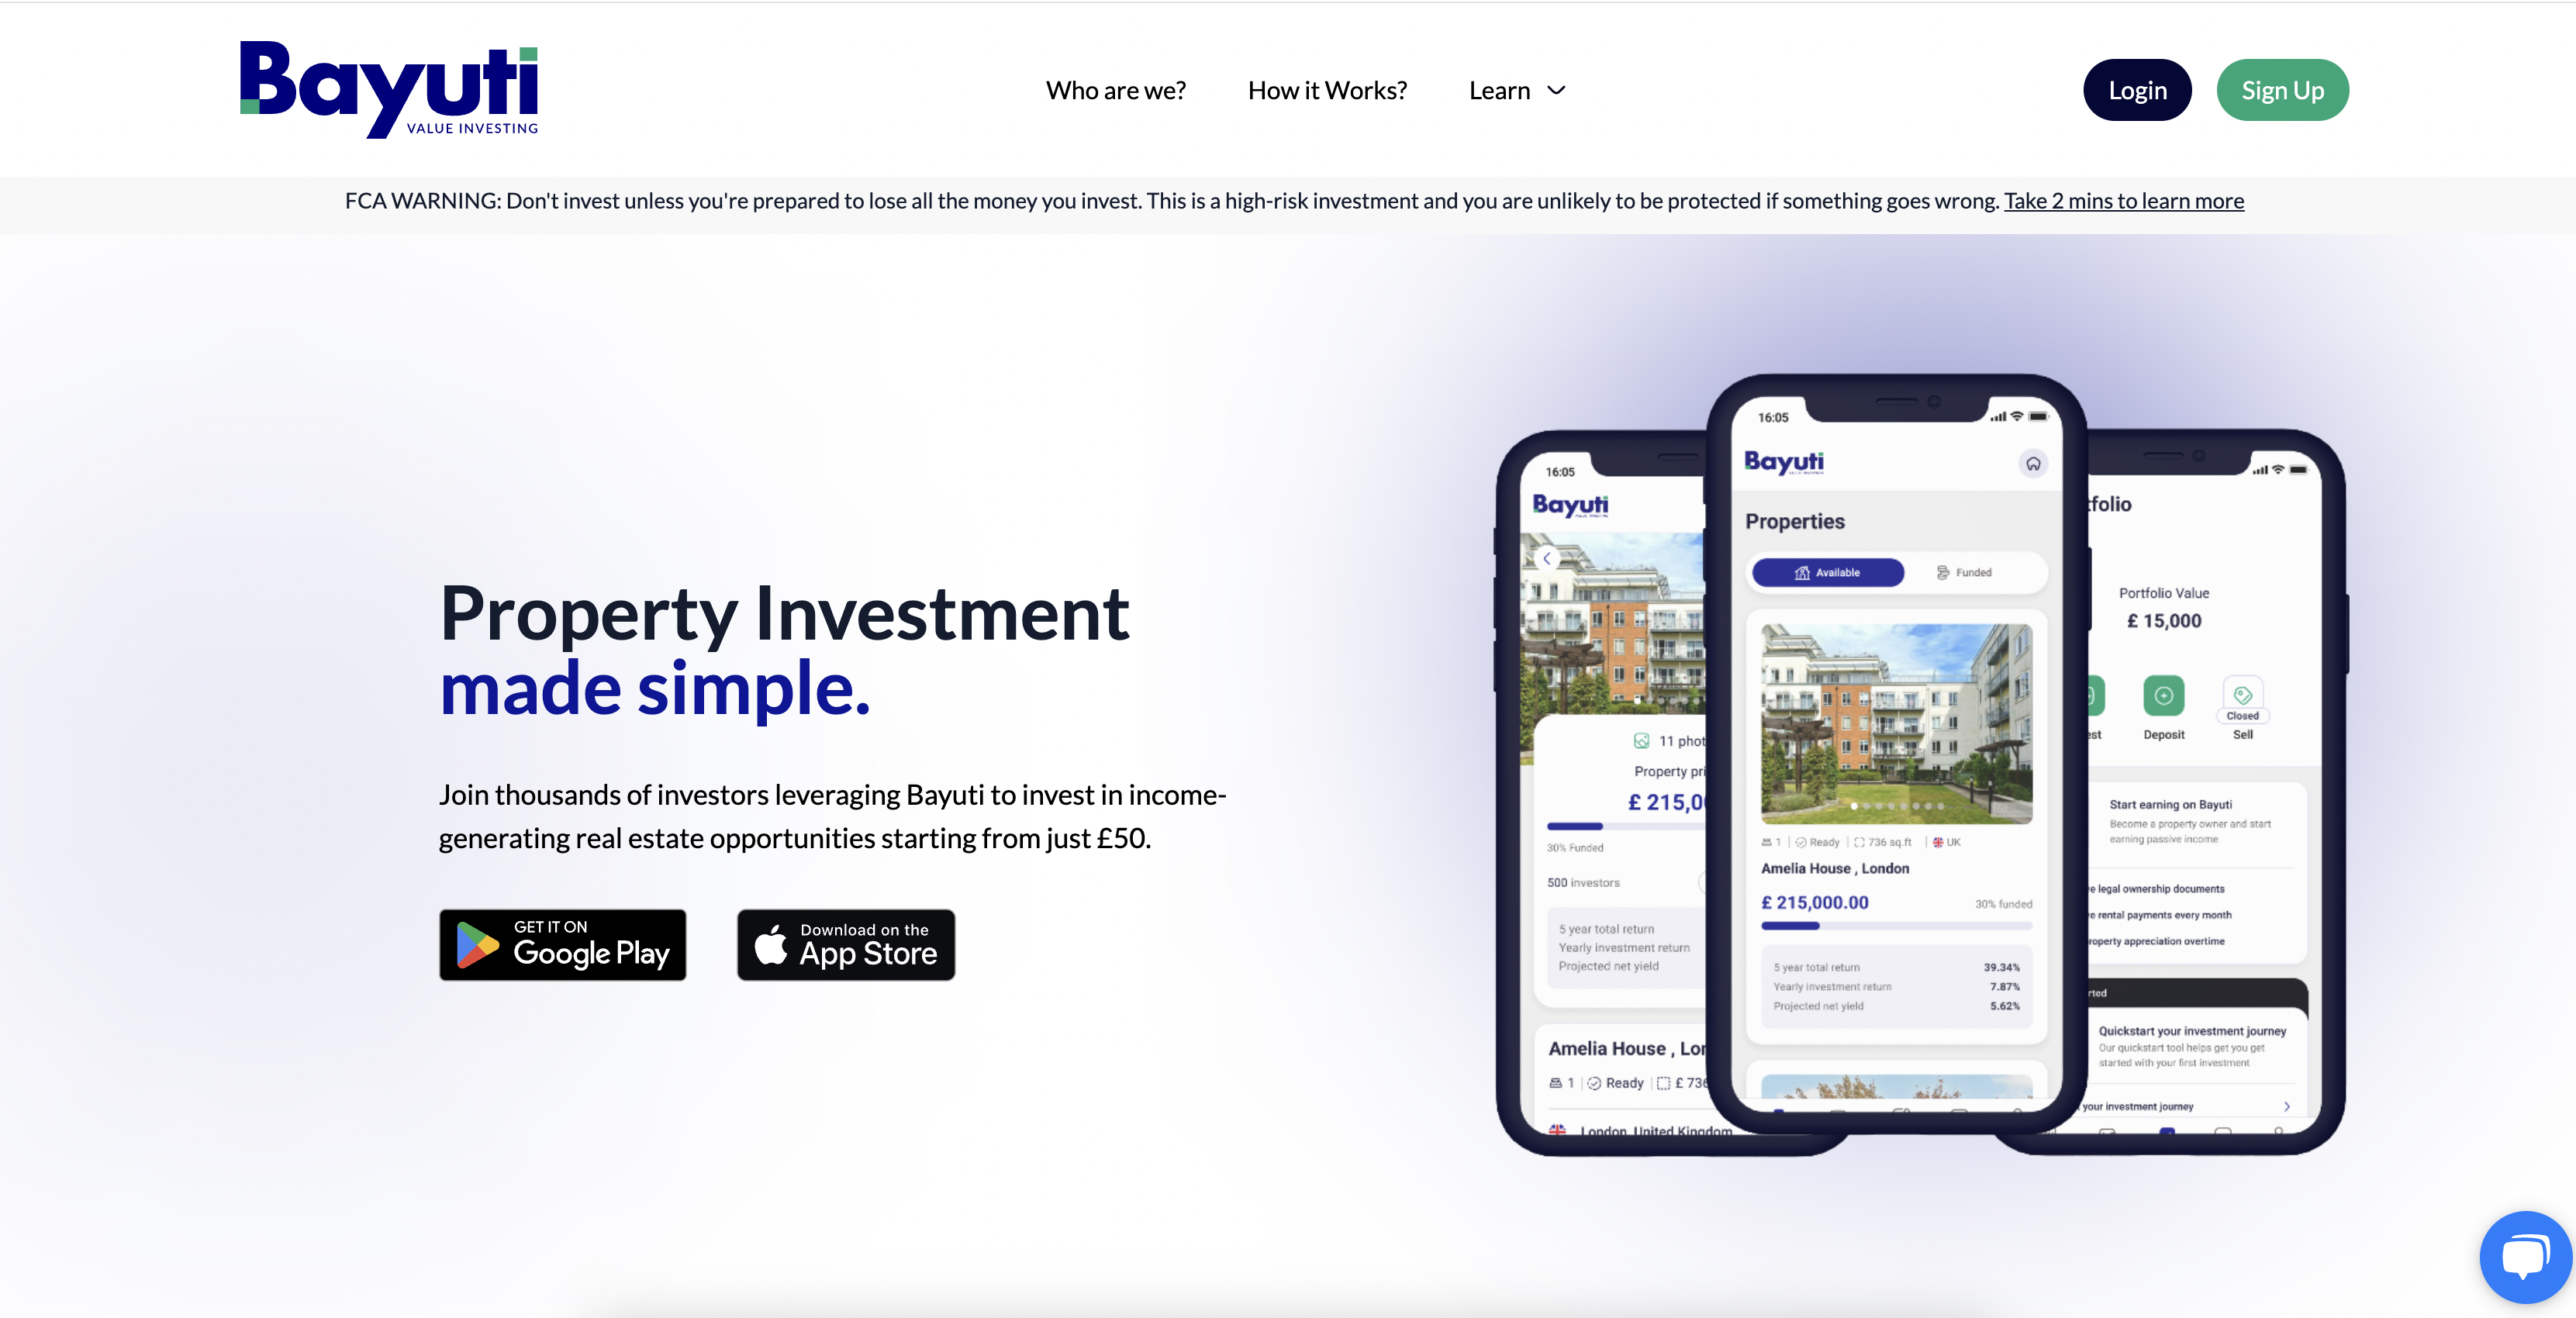 Bayuti
VALUE INVESTING
Who are we?
How it Works?
Learn
Login
Sign Up
FCA WARNING: Don't invest unless you're prepared to lose all the money you invest. This is a high-risk investment and you are unlikely to be protected if something goes wrong. Take 2 mins to learn more
Property Investment
made simple.
Join thousands of investors leveraging Bayuti to invest in income-
generating real estate opportunities starting from just £50.
GET IT ON
Google Play
Download on the
App Store
16:05
Bayuti
11 phot
Property pri
£ 215,0
30% Funded
500 investors
5 year total return
Yearly investment return
Projected net yield
Amelia House , Lon
1 | Ready | £ 736
London, United Kingdom
16:05
Bayuti
Properties
Available
Funded
1 | Ready | 736 sq.ft | UK
Amelia House , London
£ 215,000.00
30% funded
5 year total return 39.34%
Yearly investment return 7.87%
Projected net yield 5.62%
tfolio
Portfolio Value
£ 15,000
est
Deposit
Closed
Sell
Start earning on Bayuti
Become a property owner and start
earning passive income
e legal ownership documents
e rental payments every month
roperty appreciation overtime
rted
Quickstart your investment journey
Our quickstart tool helps get you get
started with your first investment
your investment journey